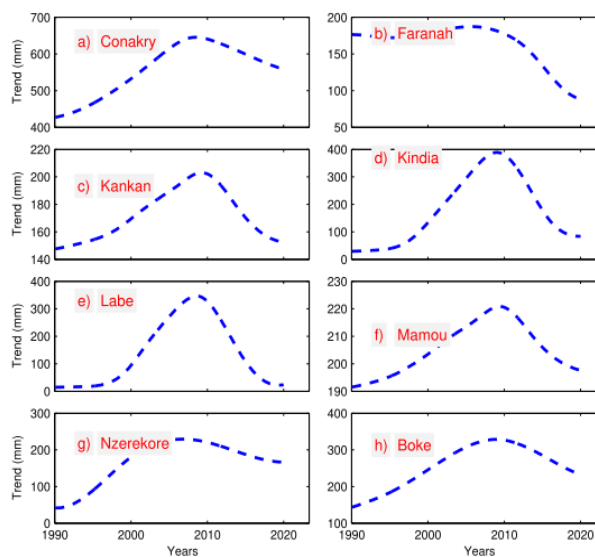 a) Conakry
Trend (mm)
700
600
500
400
b) Faranah
200
150
100
50
c) Kankan
Trend (mm)
220
200
180
160
140
d) Kindia
400
300
200
100
0
e) Labe
Trend (mm)
400
300
200
100
0
f) Mamou
230
220
210
200
190
g) Nzerekore
Trend (mm)
300
200
100
0
1990 2000 2010 2020
Years
h) Boke
400
300
200
100
1990 2000 2010 2020
Years